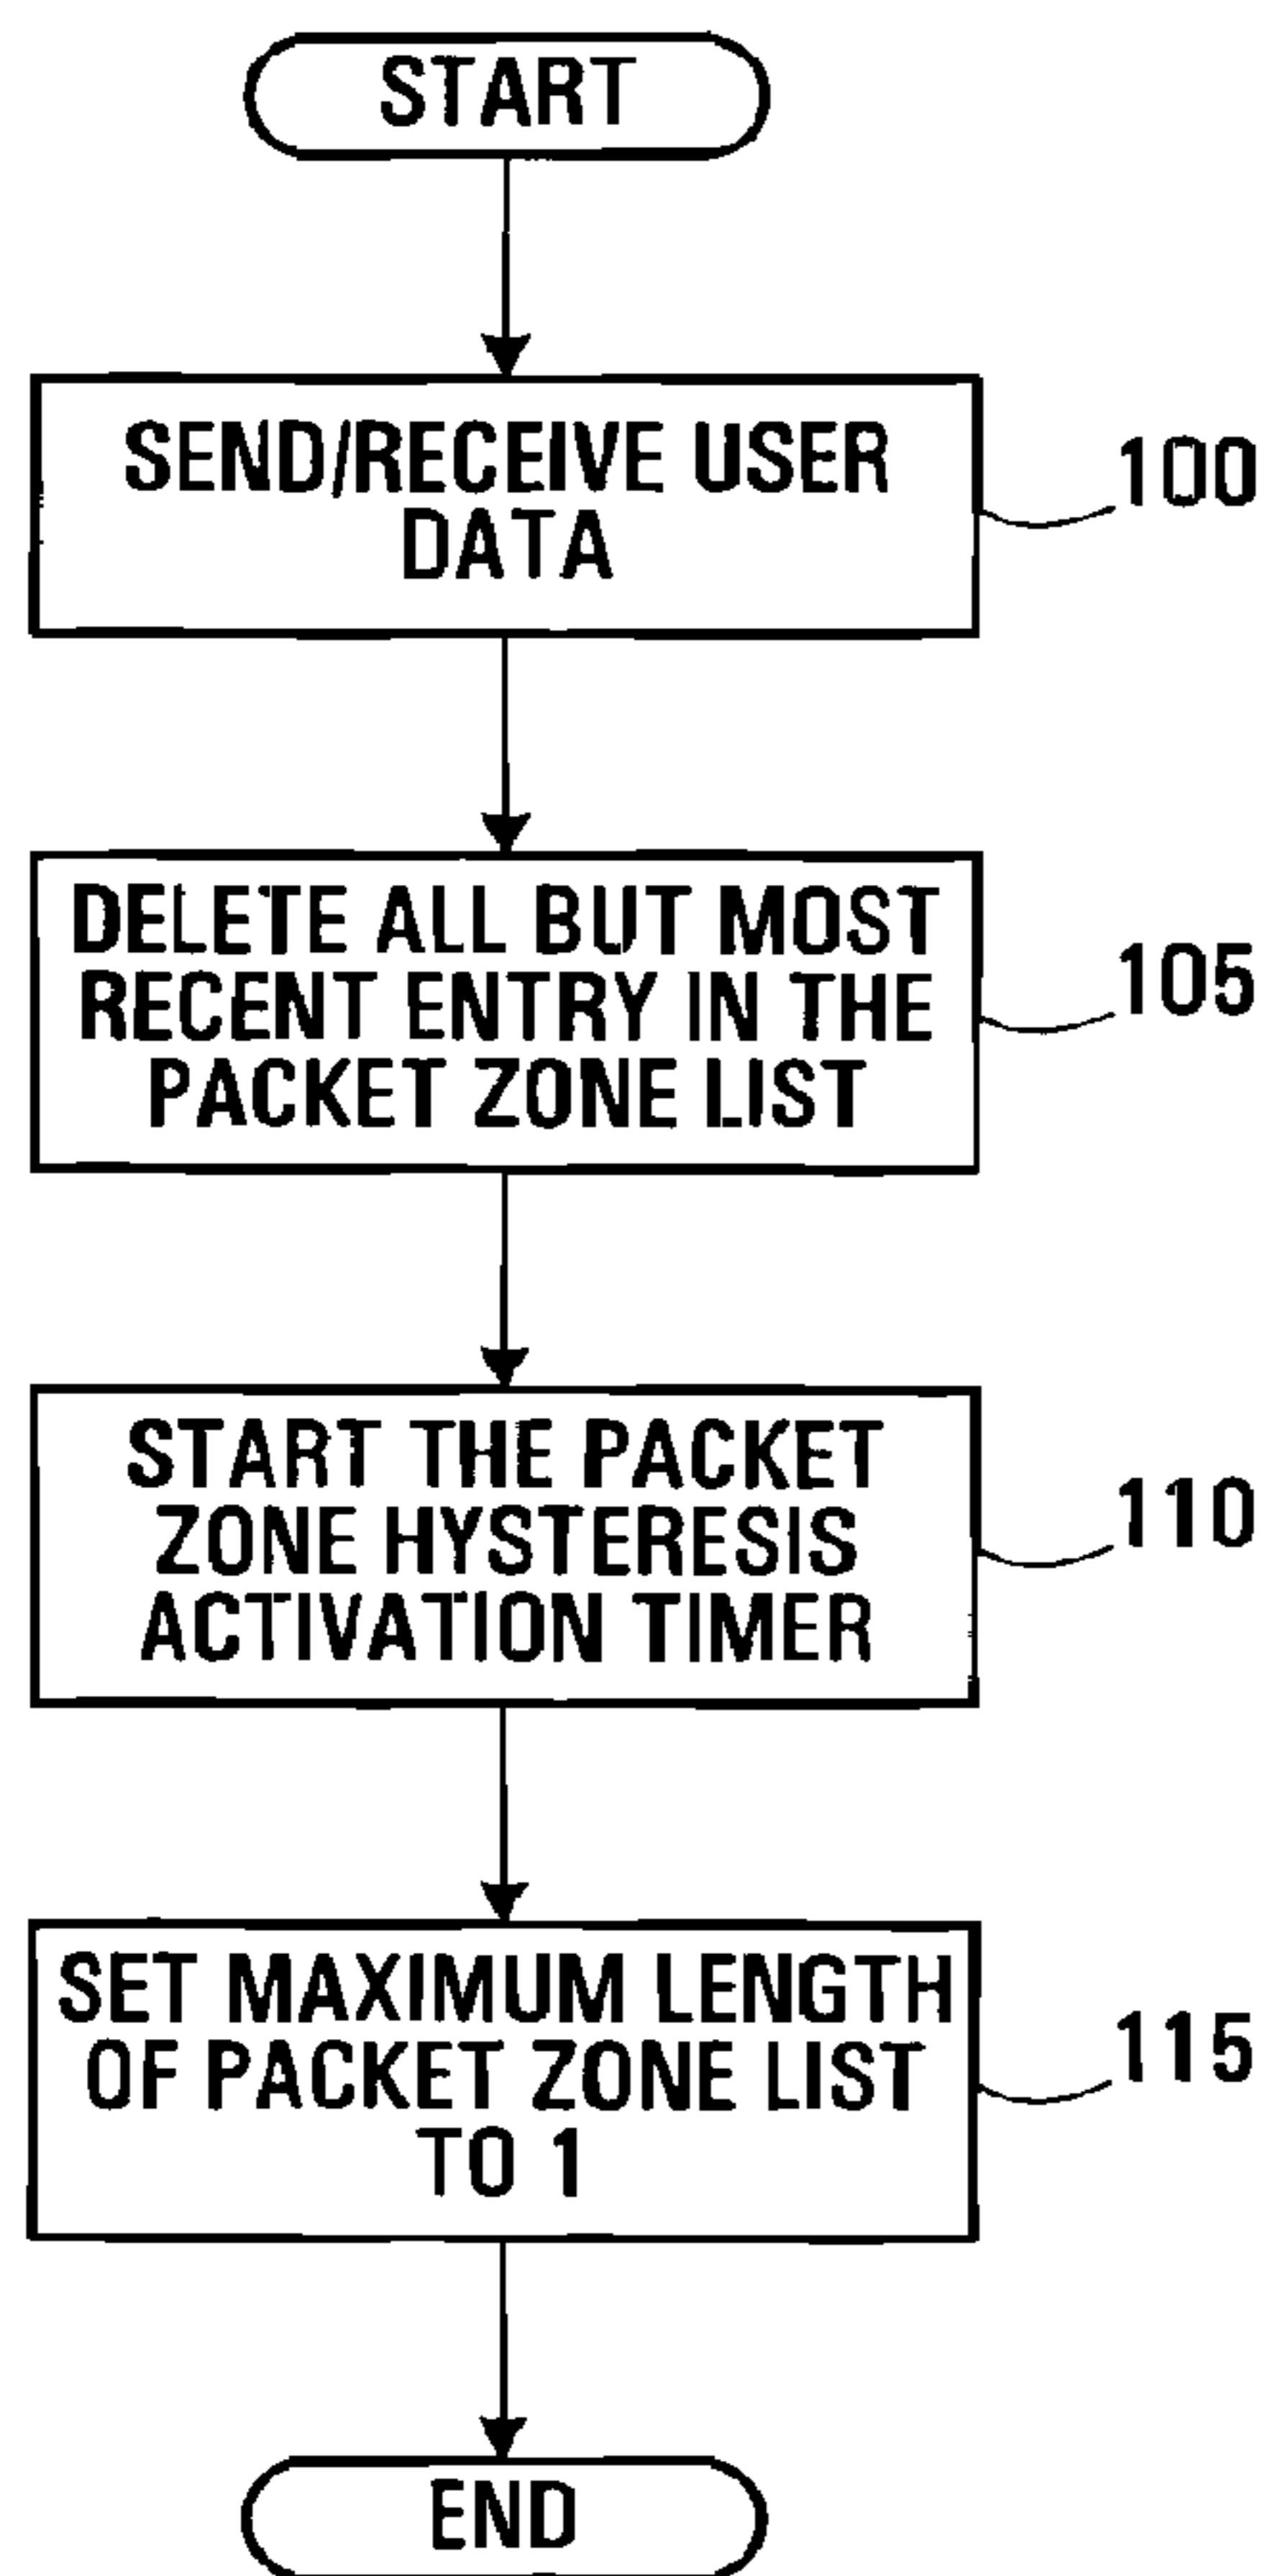 START
SEND/RECEIVE USER
DATA
100
DELETE ALL BUT MOST
RECENT ENTRY IN THE
PACKET ZONE LIST
105
START THE PACKET
ZONE HYSTERESIS
ACTIVATION TIMER
110
SET MAXIMUM LENGTH
OF PACKET ZONE LIST
TO 1
115
END